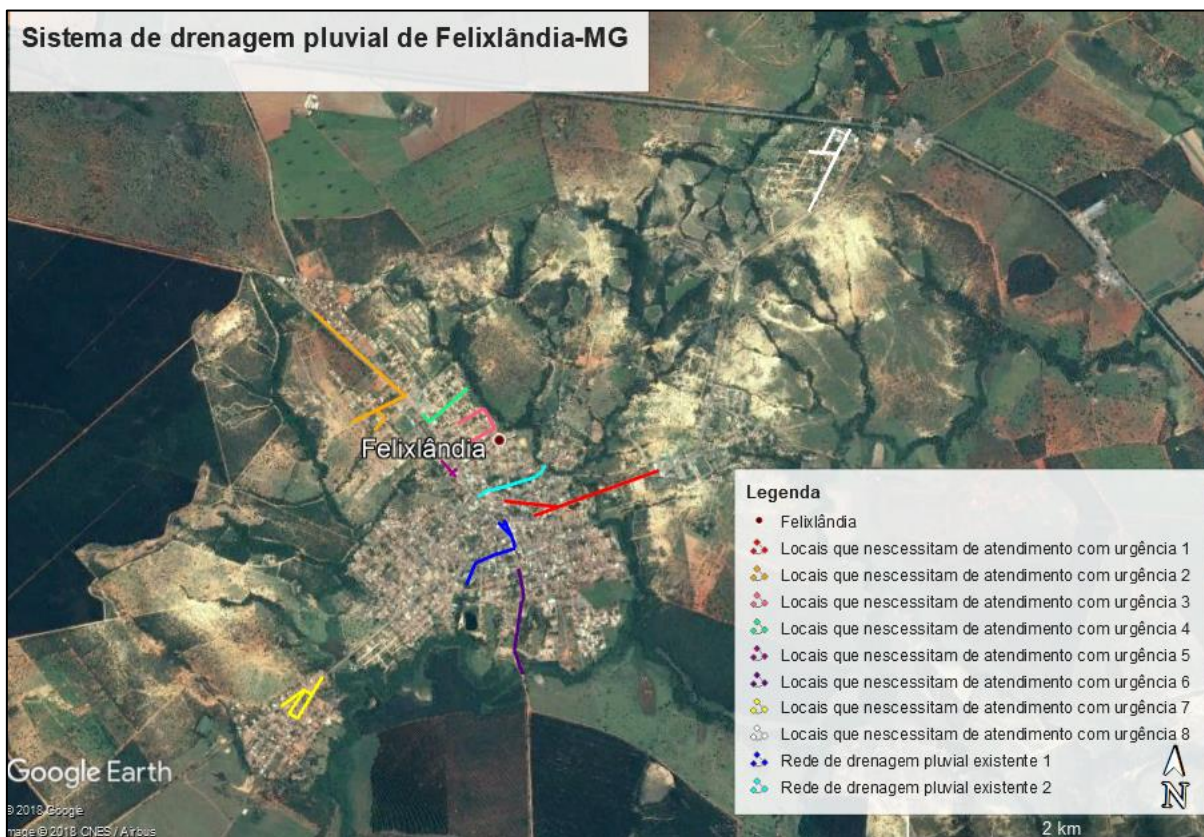 Sistema de drenagem pluvial de Felixlândia-MG
Felixlândia
Legenda
Felixlândia
Locais que nescessitam de atendimento com urgência 1
Locais que nescessitam de atendimento com urgência 2
Locais que nescessitam de atendimento com urgência 3
Locais que nescessitam de atendimento com urgência 4
Locais que nescessitam de atendimento com urgência 5
Locais que nescessitam de atendimento com urgência 6
Locais que nescessitam de atendimento com urgência 7
Locais que nescessitam de atendimento com urgência 8
Rede de drenagem pluvial existente 1
Rede de drenagem pluvial existente 2
N
Google Earth
© 2018 Google
Image © 2018 CNES / Airbus
2 km